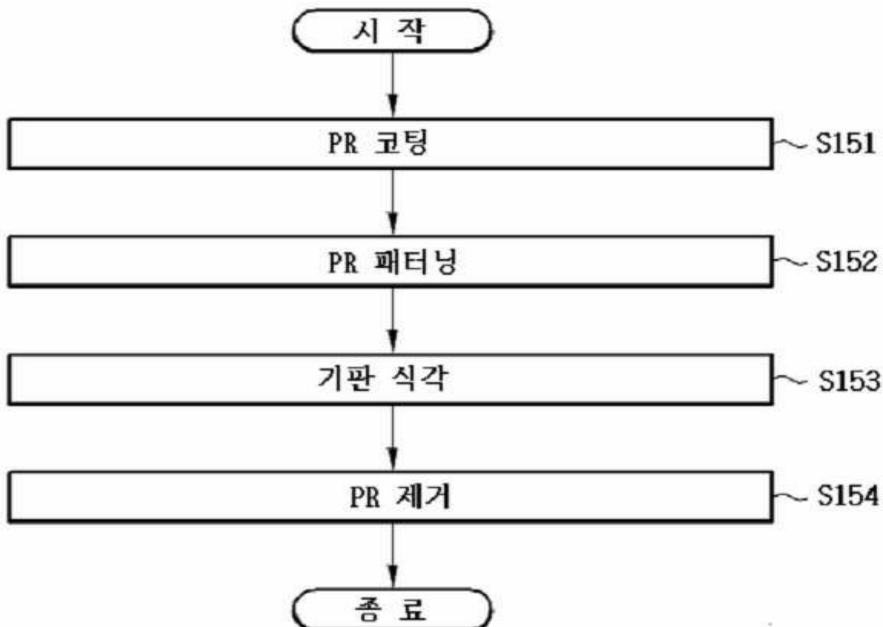 시 작
PR 코팅 S151
PR 패터닝 S152
기판 식각 S153
PR 제거 S154
종 료